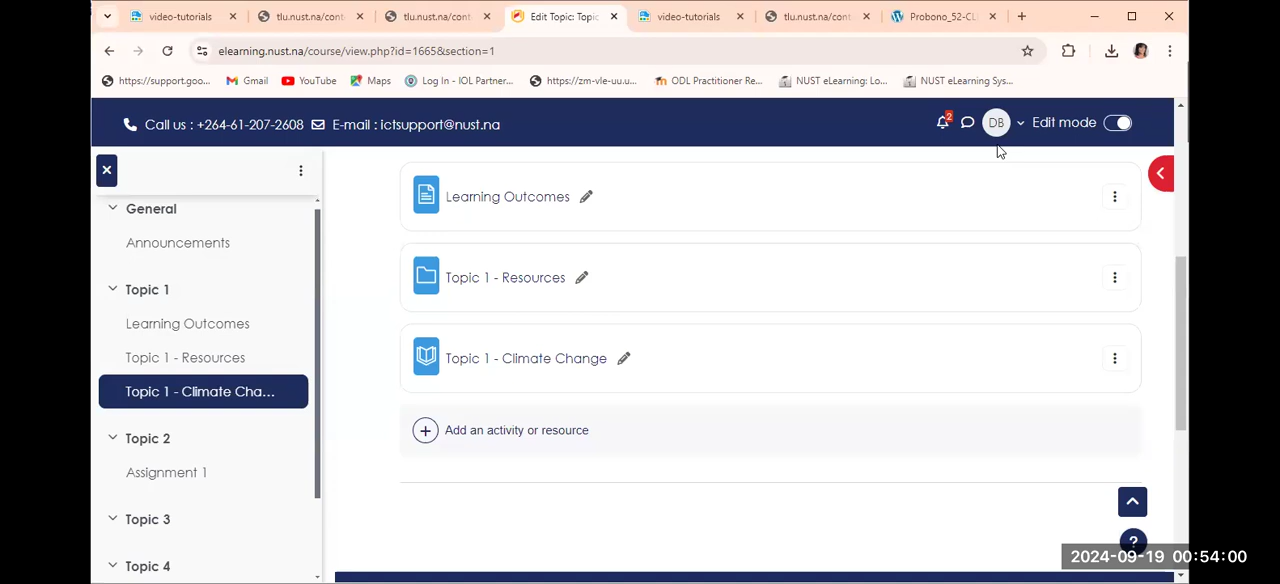 video-tutorials
tlu.nust.na/cont
tlu.nust.na/cont
Edit Topic: Topic
video-tutorials
tlu.nust.na/cont
Probono_52-CL
elearning.nust.na/course/view.php?id=1665&section=1
https://support.goo...
Gmail
YouTube
Maps
Log In - IOL Partner...
https://zm-vle-uu.u...
ODL Practitioner Re...
NUST eLearning: Lo...
NUST eLearning Sys...
Call us : +264-61-207-2608
E-mail : ictsupport@nust.na
2
DB
Edit mode
General
Announcements
Topic 1
Learning Outcomes
Topic 1 - Resources
Topic 1 - Climate Cha...
Topic 2
Assignment 1
Topic 3
Topic 4
Learning Outcomes
Topic 1 - Resources
Topic 1 - Climate Change
Add an activity or resource
?
2024-09-19 00:54:00